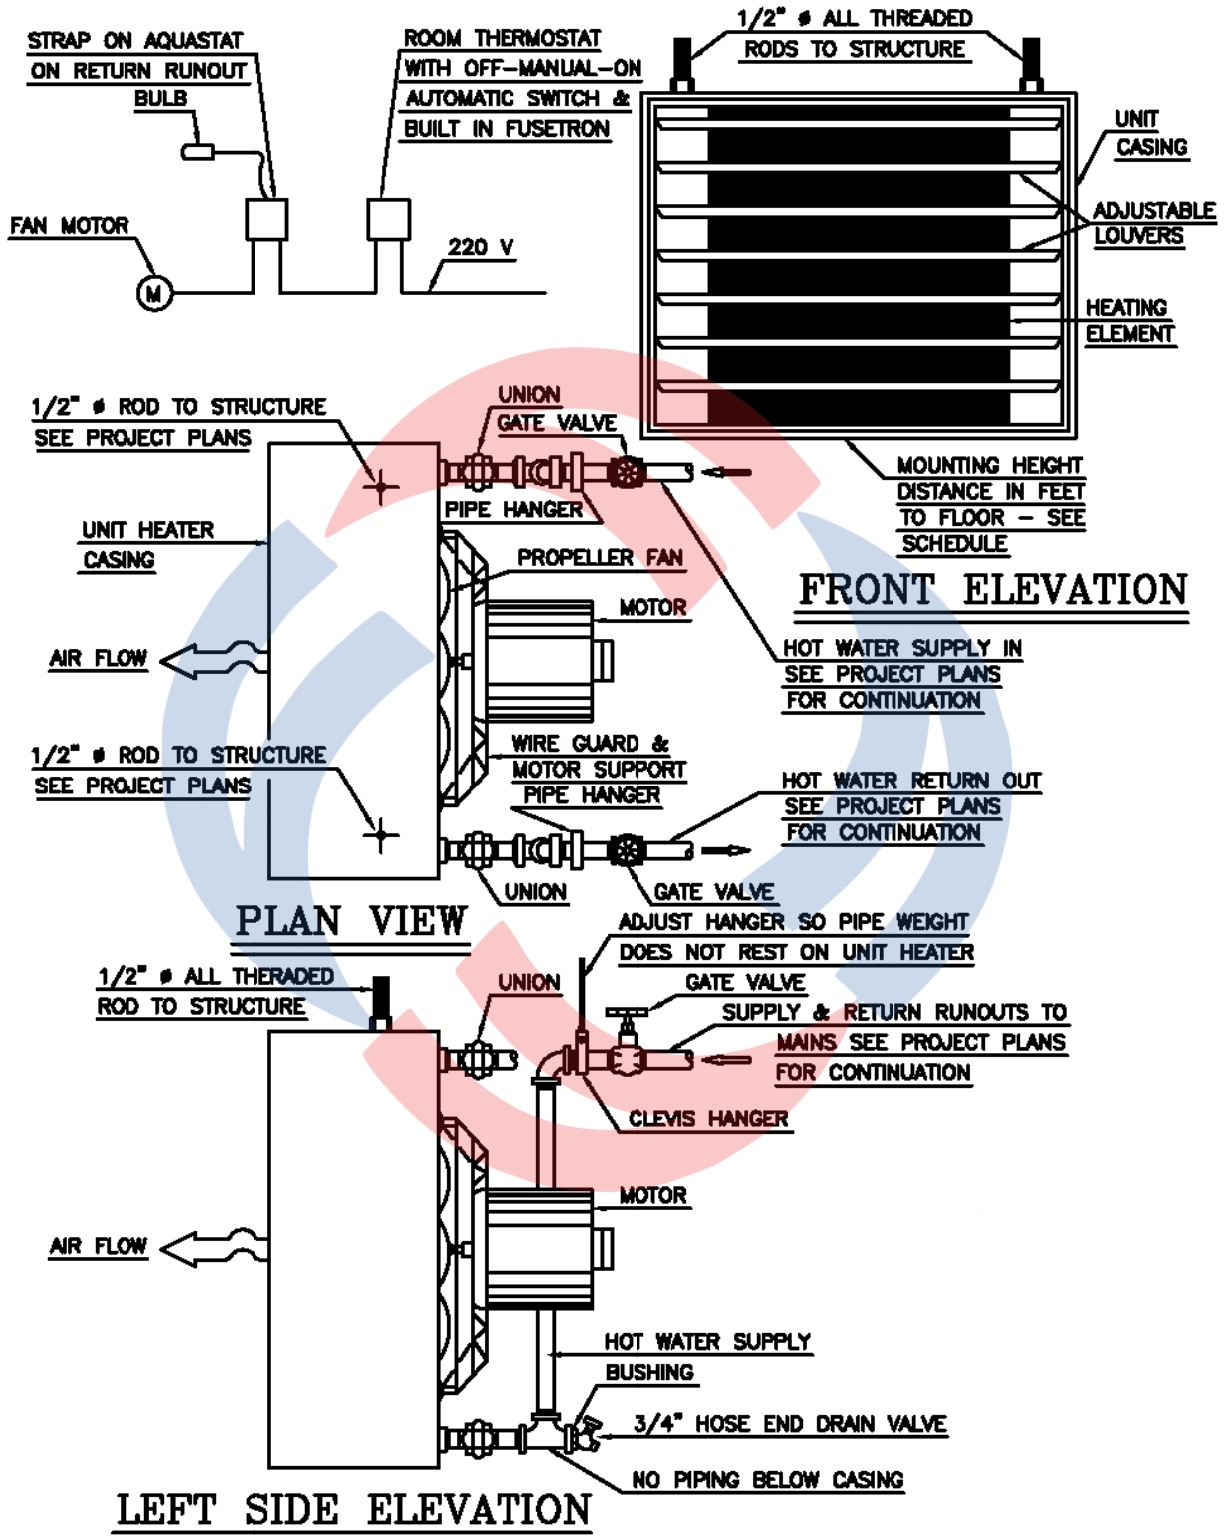 STRAP ON AQUASTAT
ON RETURN RUNOUT
BULB
ROOM THERMOSTAT
WITH OFF-MANUAL-ON
AUTOMATIC SWITCH &
BUILT IN FUSETRON
FAN MOTOR
M
220 V
1/2" ø ALL THREADED
RODS TO STRUCTURE
UNIT
CASING
ADJUSTABLE
LOUVERS
HEATING
ELEMENT
MOUNTING HEIGHT
DISTANCE IN FEET
TO FLOOR - SEE
SCHEDULE
FRONT ELEVATION
1/2" ø ROD TO STRUCTURE
SEE PROJECT PLANS
UNION
GATE VALVE
PIPE HANGER
UNIT HEATER
CASING
PROPELLER FAN
MOTOR
AIR FLOW
HOT WATER SUPPLY IN
SEE PROJECT PLANS
FOR CONTINUATION
1/2" ø ROD TO STRUCTURE
SEE PROJECT PLANS
WIRE GUARD &
MOTOR SUPPORT
PIPE HANGER
HOT WATER RETURN OUT
SEE PROJECT PLANS
FOR CONTINUATION
UNION
GATE VALVE
PLAN VIEW
ADJUST HANGER SO PIPE WEIGHT
DOES NOT REST ON UNIT HEATER
1/2" ø ALL THERADED
ROD TO STRUCTURE
UNION
GATE VALVE
SUPPLY & RETURN RUNOUTS TO
MAINS SEE PROJECT PLANS
FOR CONTINUATION
CLEVIS HANGER
MOTOR
AIR FLOW
HOT WATER SUPPLY
BUSHING
3/4" HOSE END DRAIN VALVE
NO PIPING BELOW CASING
LEFT SIDE ELEVATION